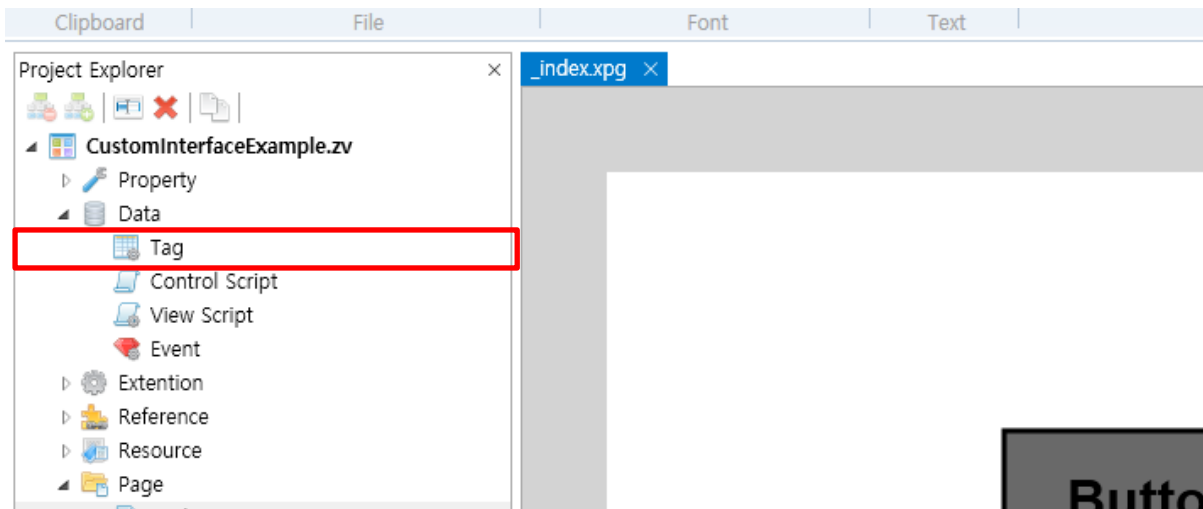 Clipboard File Font Text
Project Explorer
_index.xpg
CustomInterfaceExample.zv
Property
Data
Tag
Control Script
View Script
Event
Extention
Reference
Resource
Page
Butto